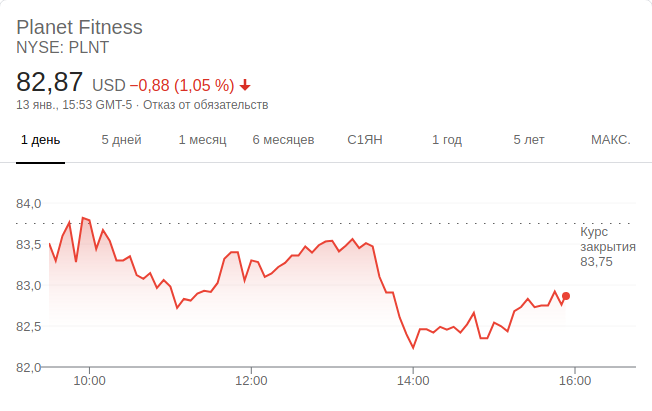 Planet Fitness
NYSE: PLNT
82,87 USD −0,88 (1,05 %)
13 янв., 15:53 GMT-5 · Отказ от обязательств
1 день 5 дней 1 месяц 6 месяцев С1ЯН 1 год 5 лет МАКС.
84,0
83,5
83,0
82,5
82,0
Курс
закрытия
83,75
10:00 12:00 14:00 16:00